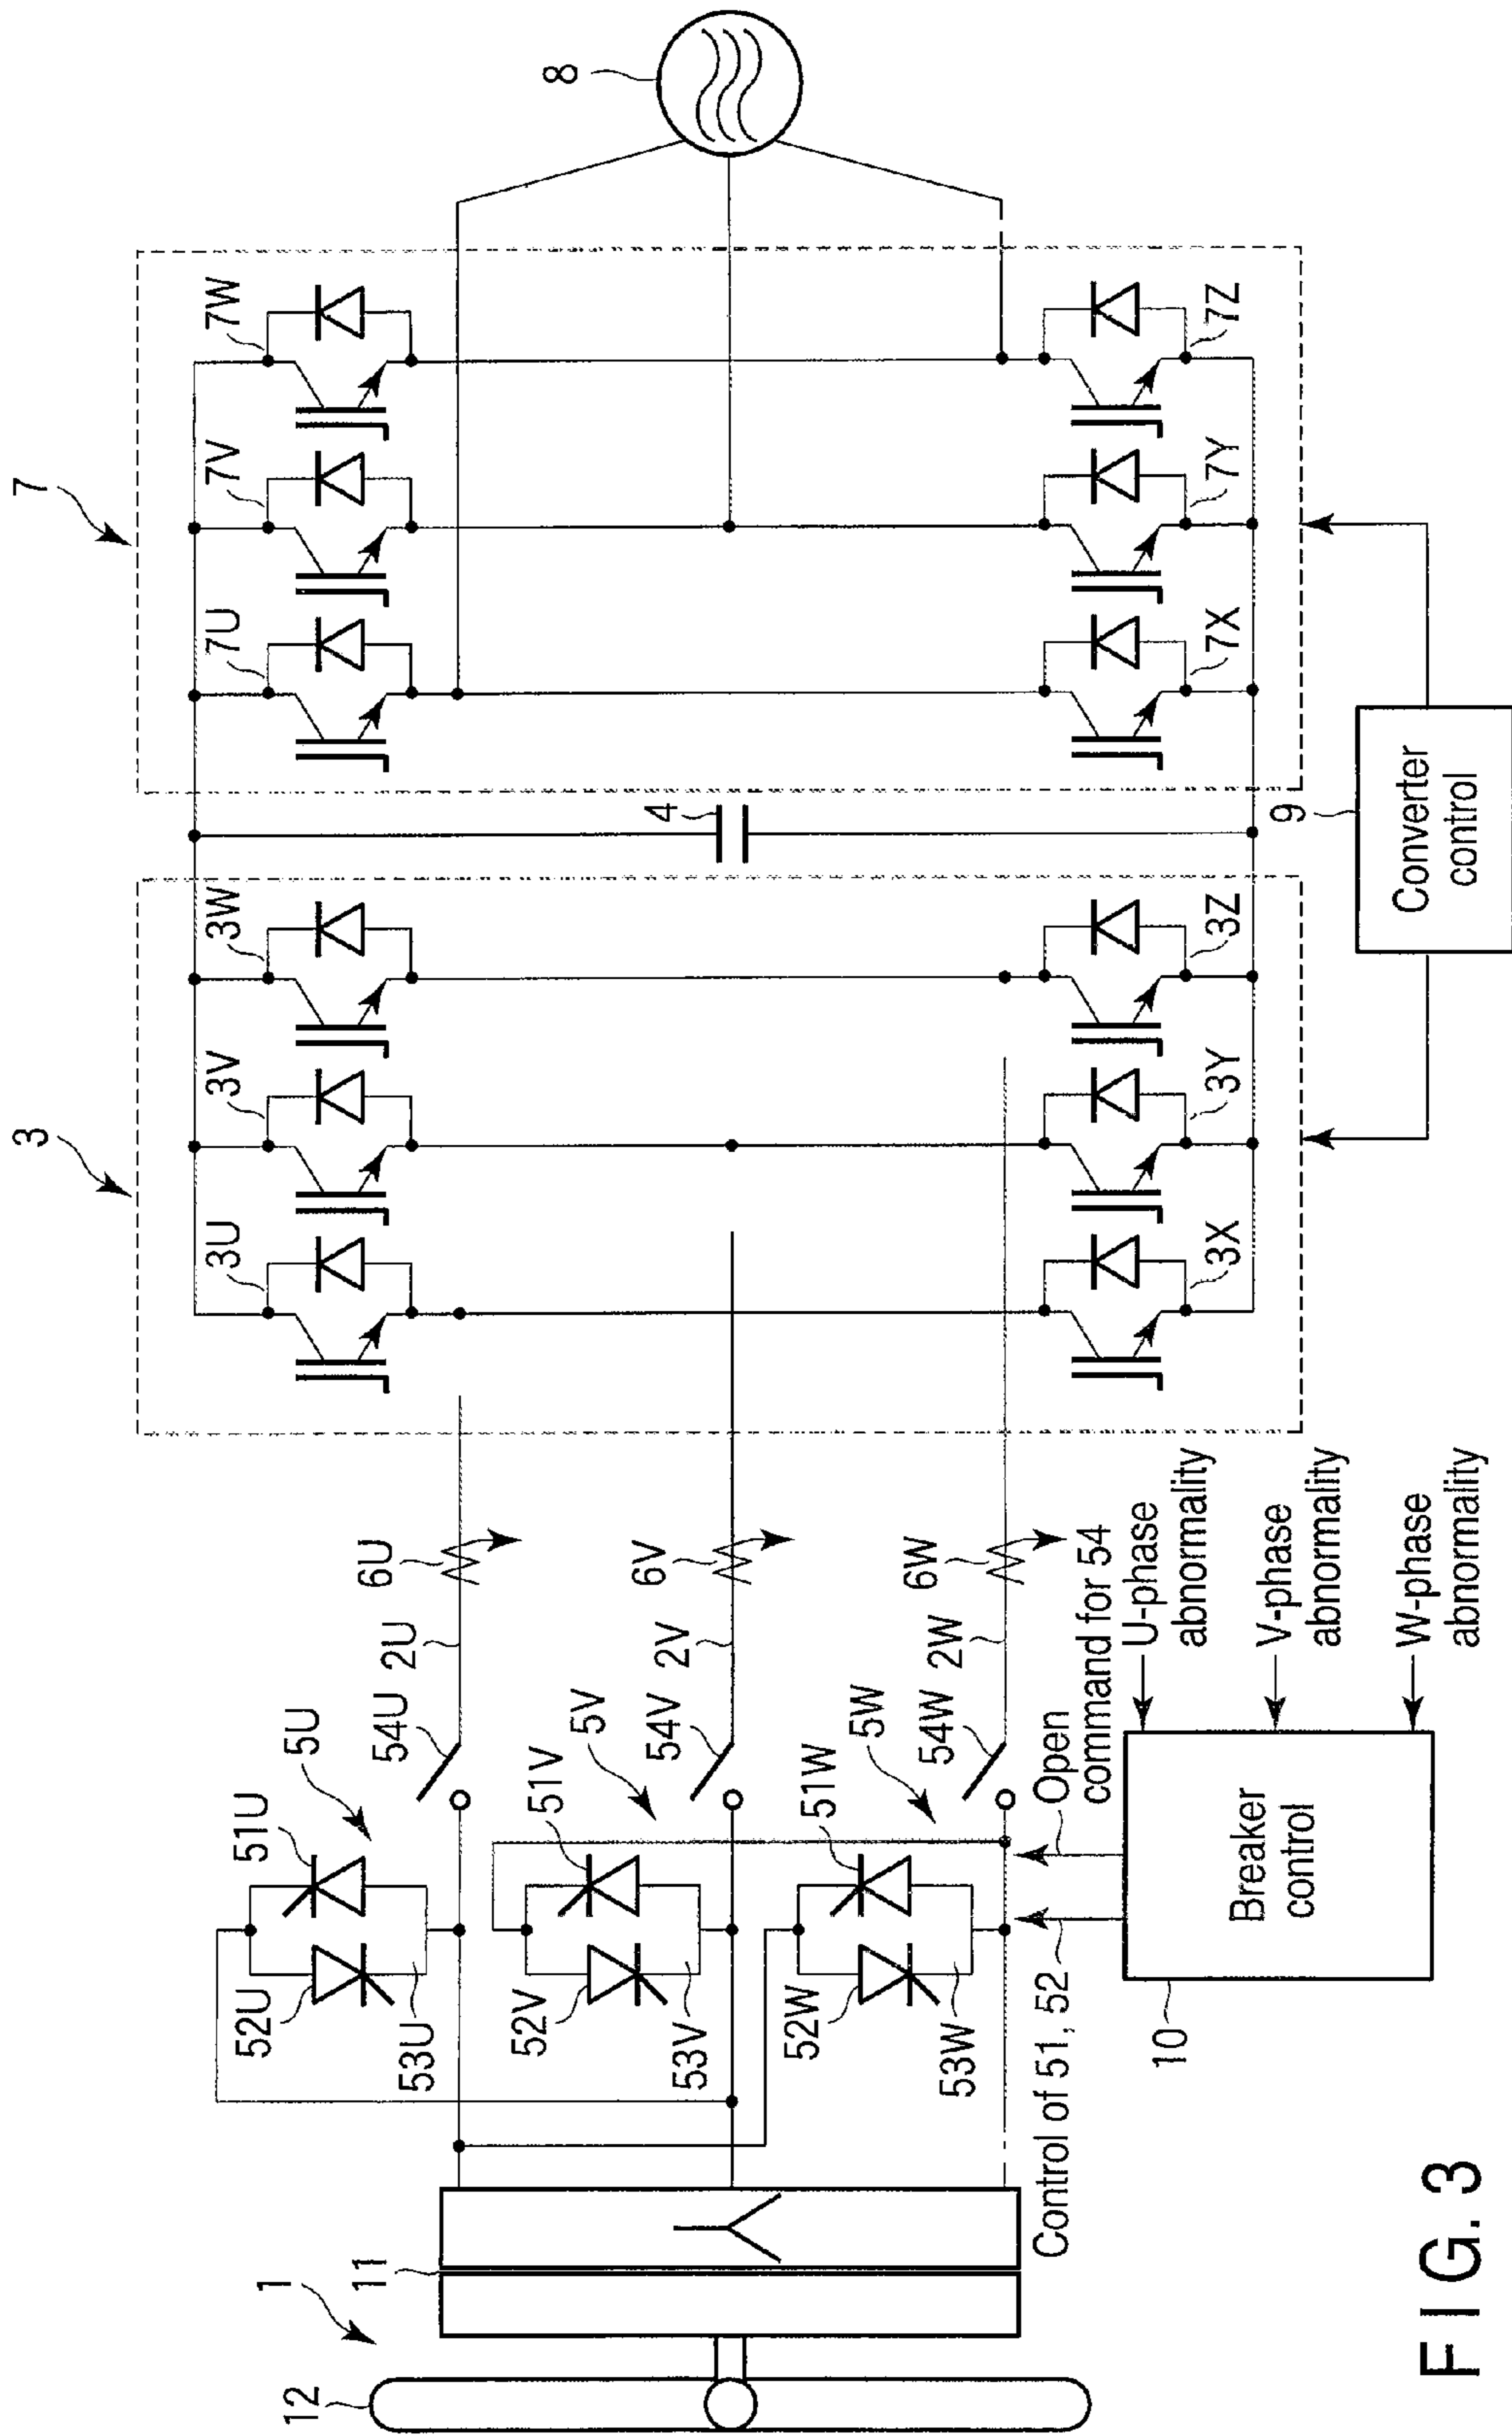 8
7
7U
7V
7W
7X
7Y
7Z
4
3
3U
3V
3W
3X
3Y
3Z
9
Converter
control
6U
6V
6W
2U
2V
2W
54U
54V
54W
5U
5V
5W
51U
51V
51W
52U
52V
52W
53U
53V
53W
Open
command for 54
Control of 51, 52
U-phase
abnormality
V-phase
abnormality
W-phase
abnormality
Breaker
control
10
1
11
12
FIG. 3